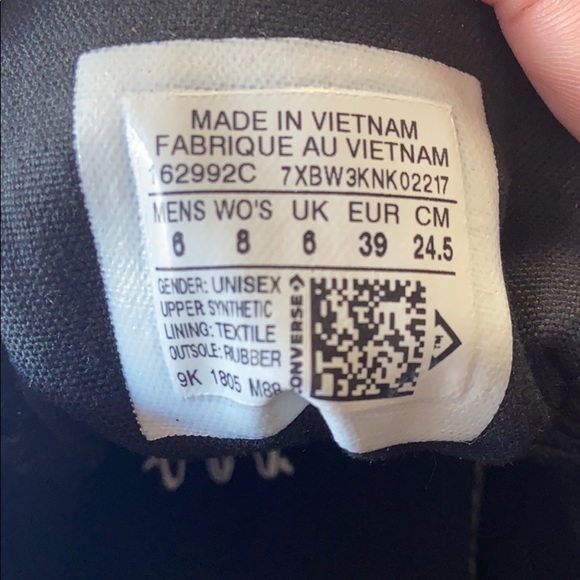 MADE IN VIETNAM
FABRIQUE AU VIETNAM
162992C 7XBW3KNK02217
MENS WO'S UK EUR CM
6 8 6 39 24.5
GENDER: UNISEX
UPPER: SYNTHETIC
LINING: TEXTILE
OUTSOLE: RUBBER
9K 1805 M88
CONVERSE
TM